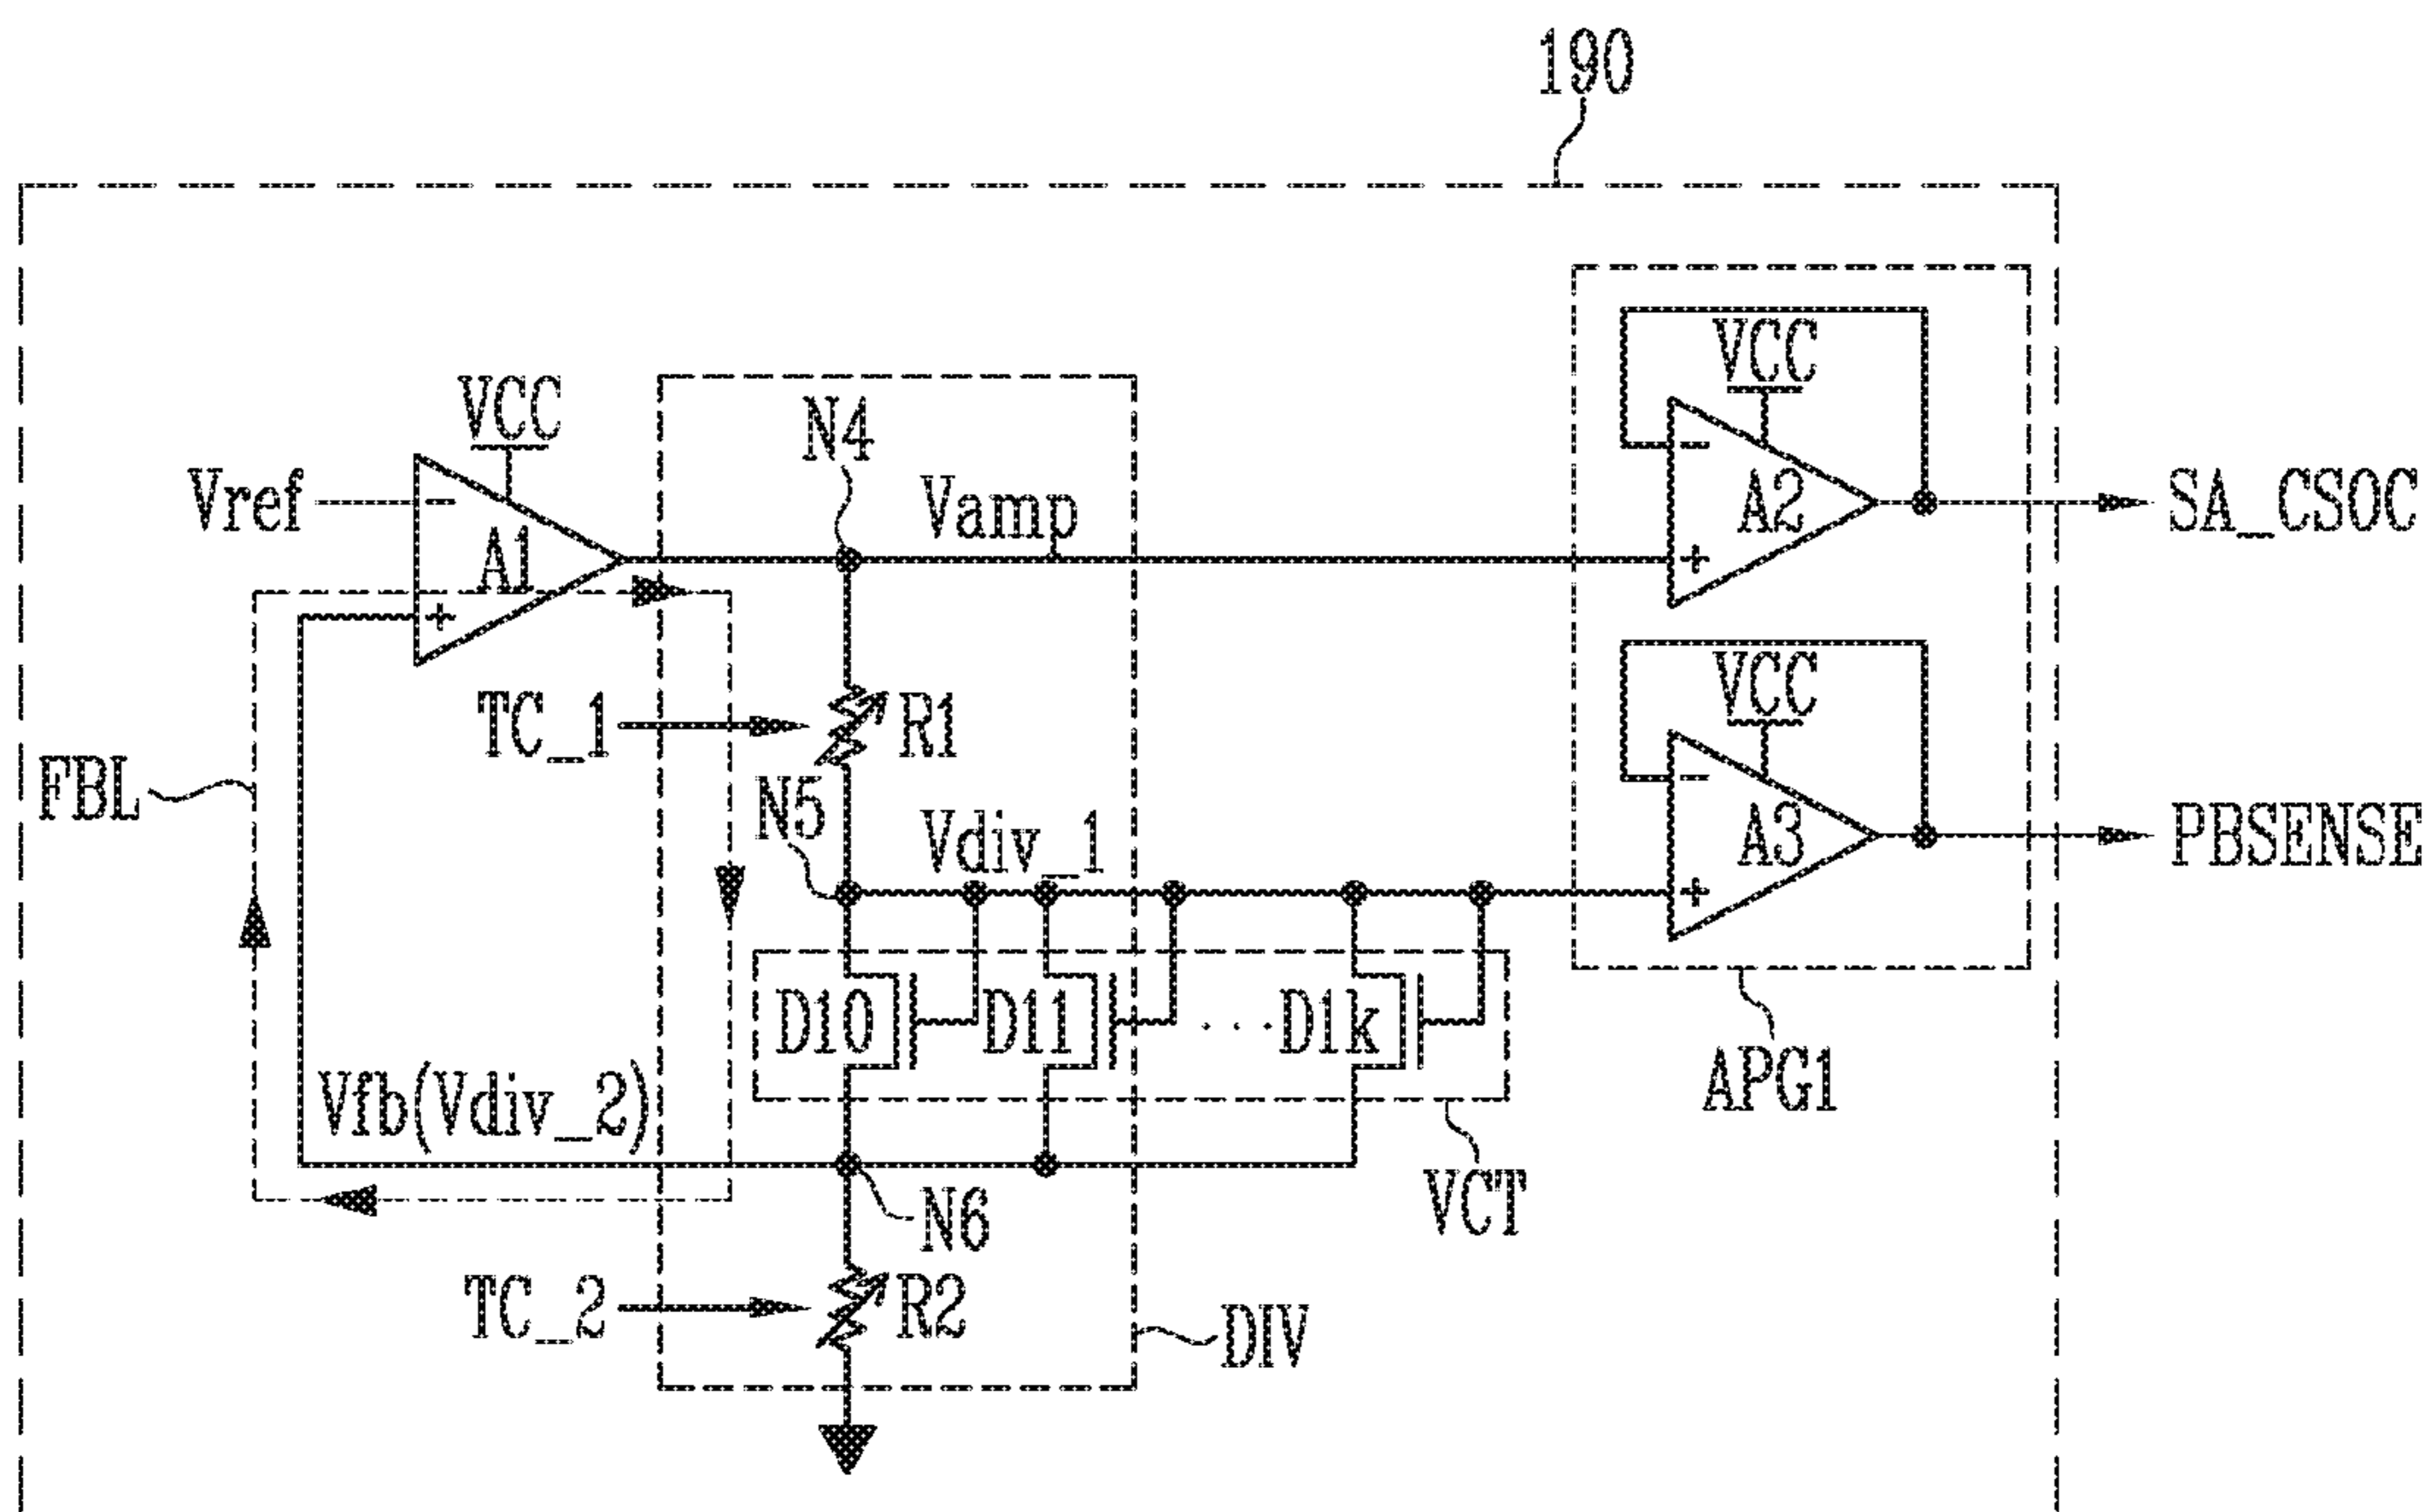 190
VCC
VCC
N4
Vref
-
-
A1
A2
Vamp
SA_CSOC
+
+
VCC
TC_1
R1
FBL
N5
Vdiv_1
-
A3
PBSENSE
+
D10
D11
···
D1k
APG1
Vfb(Vdiv_2)
N6
VCT
TC_2
R2
DIV